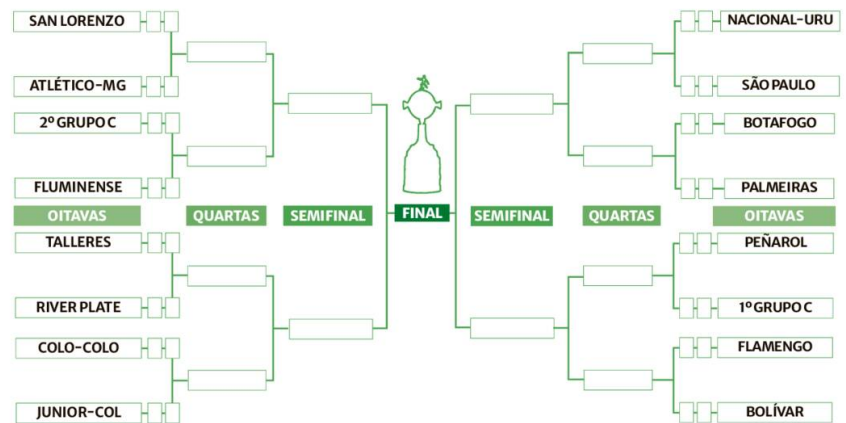 SAN LORENZO
ATLÉTICO-MG
2º GRUPO C
FLUMINENSE
OITAVAS
QUARTAS
SEMIFINAL
FINAL
SEMIFINAL
QUARTAS
OITAVAS
TALLERES
RIVER PLATE
COLO-COLO
JUNIOR-COL
NACIONAL-URU
SÃO PAULO
BOTAFOGO
PALMEIRAS
PEÑAROL
1º GRUPO C
FLAMENGO
BOLÍVAR